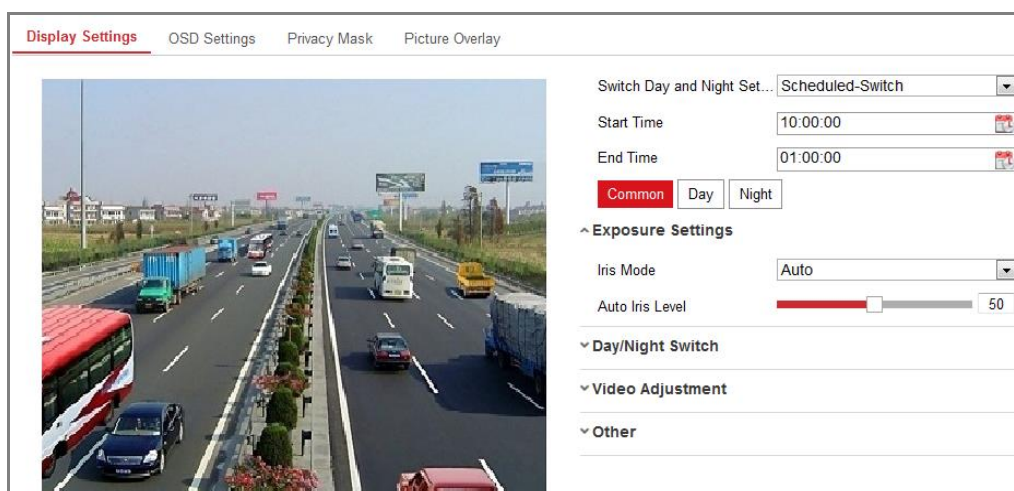 Display Settings OSD Settings Privacy Mask Picture Overlay
Switch Day and Night Set... Scheduled-Switch
Start Time 10:00:00
End Time 01:00:00
Common Day Night
Exposure Settings
Iris Mode Auto
Auto Iris Level 50
Day/Night Switch
Video Adjustment
Other